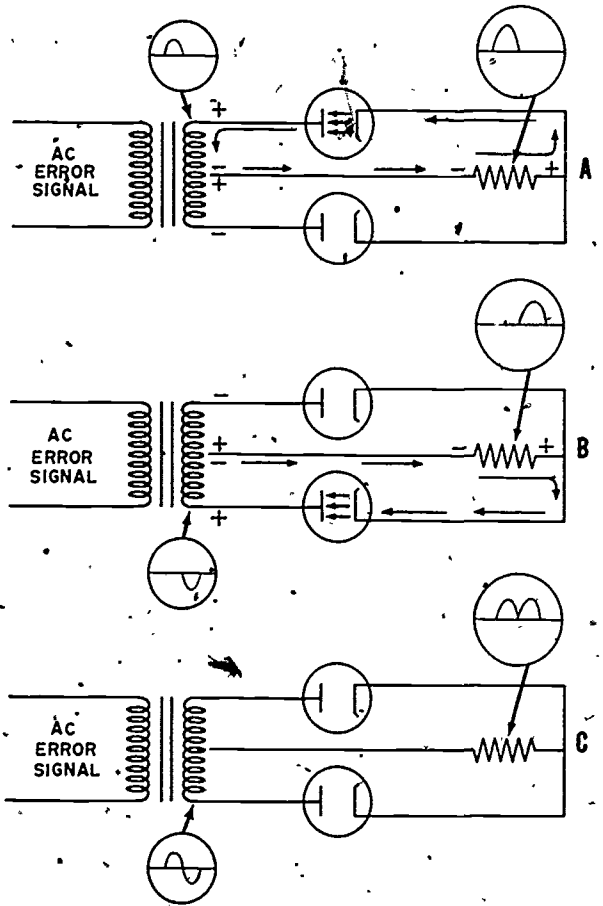 +
AC
ERROR
SIGNAL
−
+
− +
A
−
−
AC
ERROR
SIGNAL
+
−
− +
B
+
AC
ERROR
SIGNAL
C